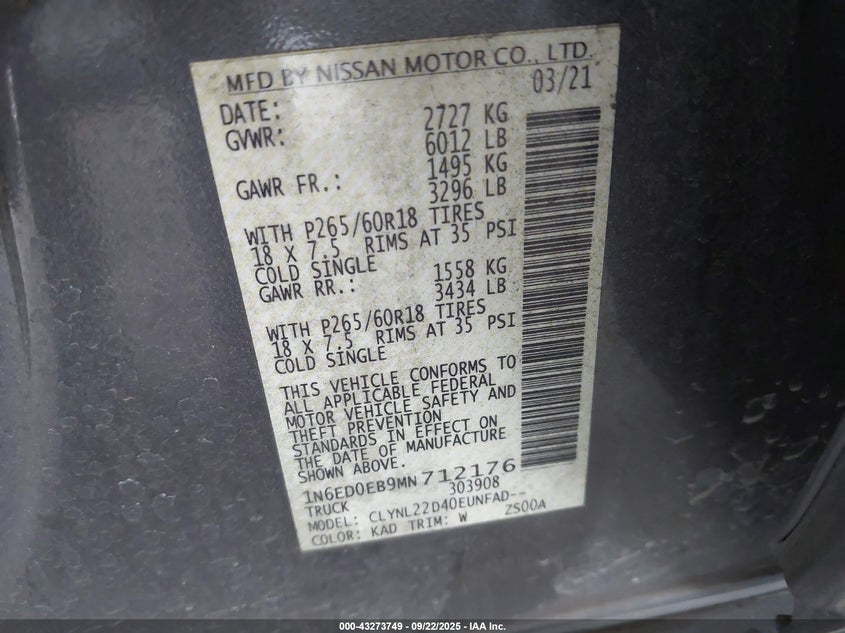 MFD BY NISSAN MOTOR CO., LTD.
DATE: 03/21
GVWR: 2727 KG
6012 LB
GAWR FR.: 1495 KG
3296 LB
WITH P265/60R18 TIRES
18 X 7.5 RIMS AT 35 PSI
COLD SINGLE
GAWR RR.: 1558 KG
3434 LB
WITH P265/60R18 TIRES
18 X 7.5 RIMS AT 35 PSI
COLD SINGLE
THIS VEHICLE CONFORMS TO
ALL APPLICABLE FEDERAL
MOTOR VEHICLE SAFETY AND
THEFT PREVENTION
STANDARDS IN EFFECT ON
THE DATE OF MANUFACTURE
SHOWN ABOVE.
1N6ED0EB9MN712176
TRUCK 303908
MODEL: CLYNL22D40EUNFAD--
COLOR: KAD TRIM: W ZS00A
000-43273749 - 09/22/2025 - IAA Inc.